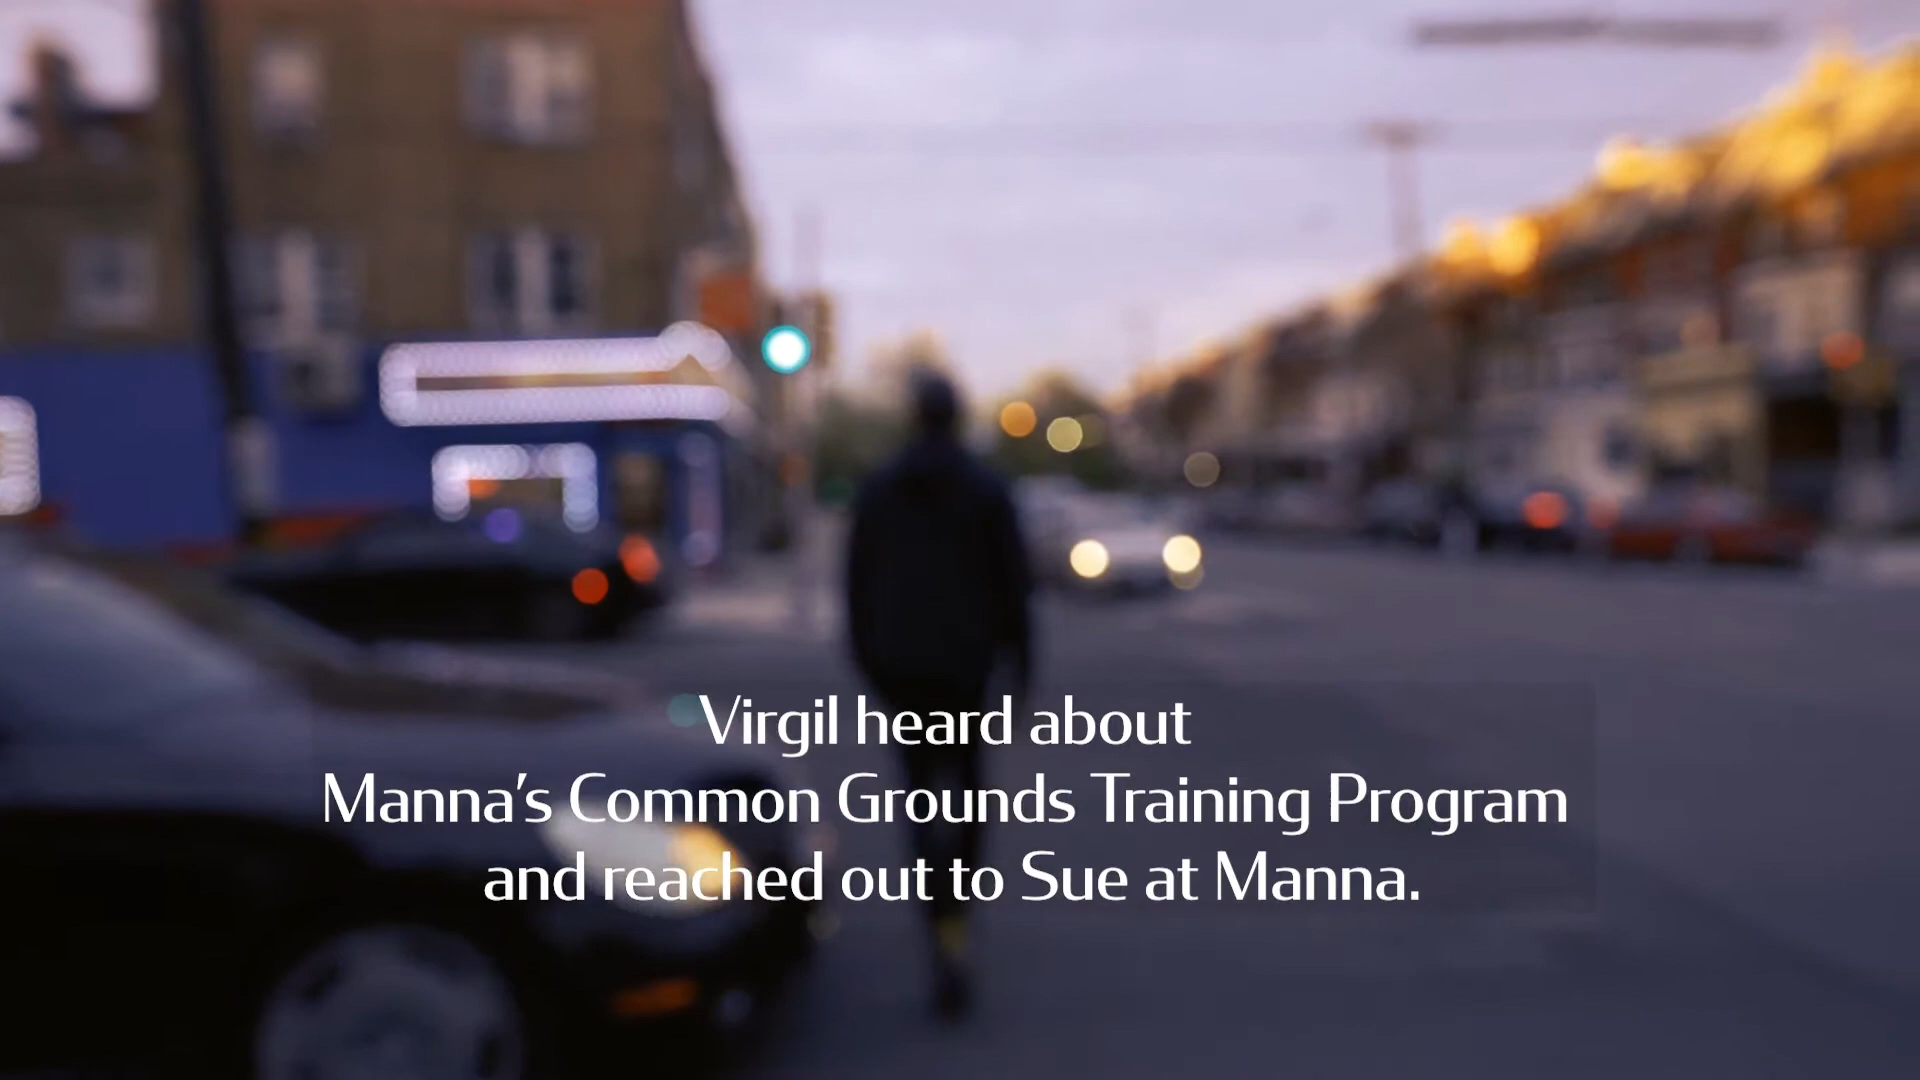 Virgil heard about
Manna’s Common Grounds Training Program
and reached out to Sue at Manna.